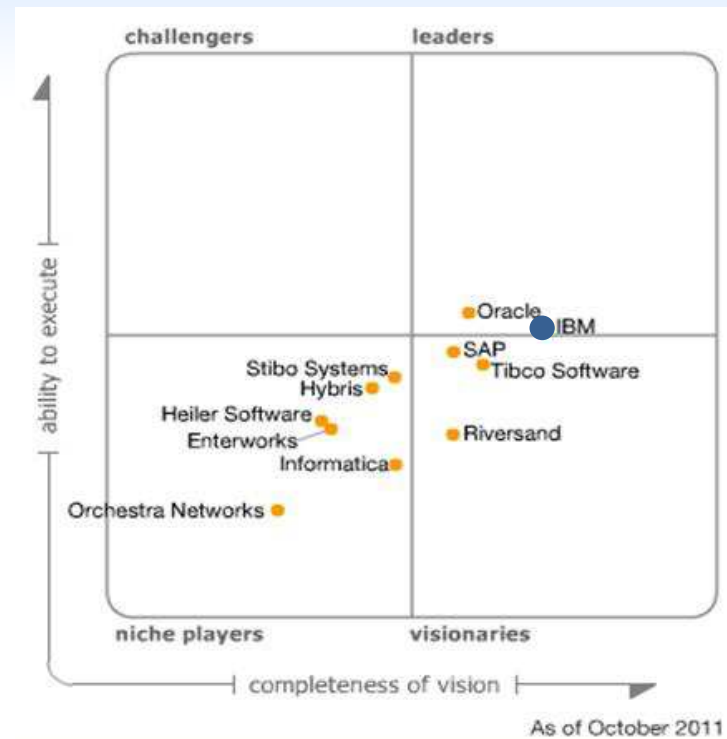 challengers
leaders
ability to execute
Oracle
IBM
SAP
Stibo Systems
Tibco Software
Hybris
Heiler Software
Enterworks
Riversand
Informatica
Orchestra Networks
niche players
visionaries
completeness of vision
As of October 2011